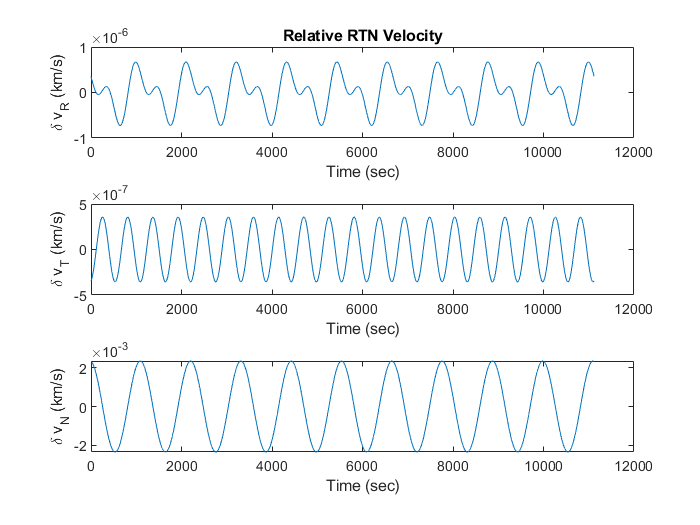 Relative RTN Velocity
×10^-6
1
0
-1
δ v_R (km/s)
0 2000 4000 6000 8000 10000 12000
Time (sec)
×10^-7
5
0
-5
δ v_T (km/s)
0 2000 4000 6000 8000 10000 12000
Time (sec)
×10^-3
2
0
-2
δ v_N (km/s)
0 2000 4000 6000 8000 10000 12000
Time (sec)